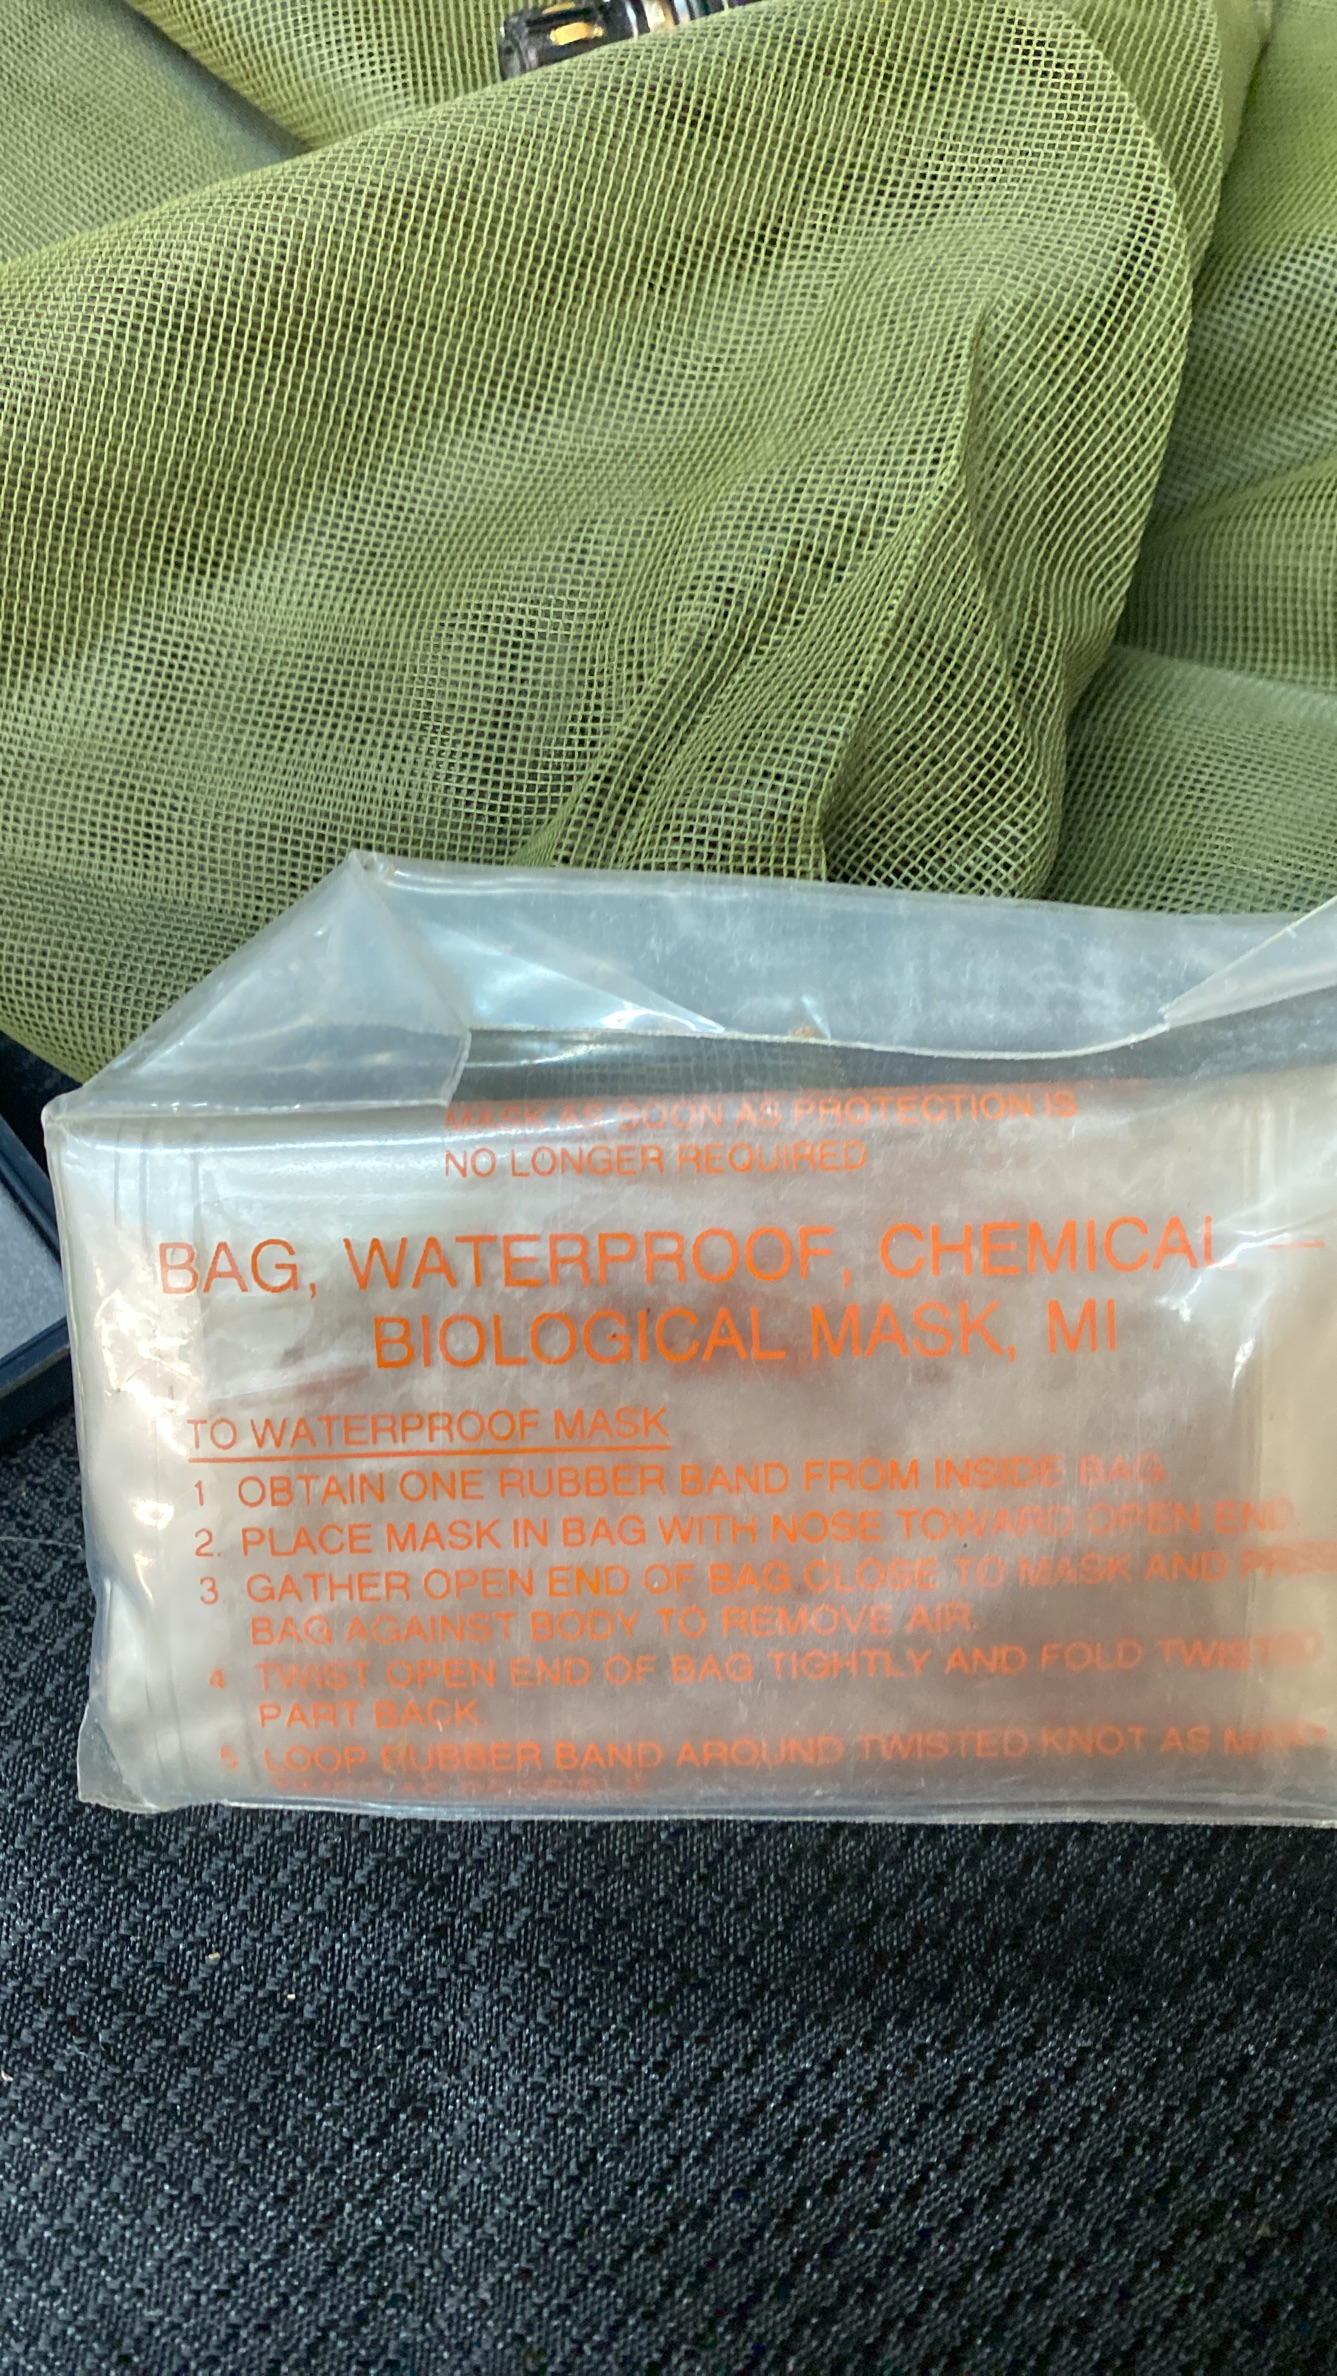 MASK AS SOON AS PROTECTION IS
NO LONGER REQUIRED
BAG, WATERPROOF, CHEMICAL —
BIOLOGICAL MASK, MI
TO WATERPROOF MASK
1 OBTAIN ONE RUBBER BAND FROM INSIDE BAG
2. PLACE MASK IN BAG WITH NOSE TOWARD OPEN END.
3 GATHER OPEN END OF BAG CLOSE TO MASK AND PRESS
BAG AGAINST BODY TO REMOVE AIR.
4 TWIST OPEN END OF BAG TIGHTLY AND FOLD TWISTED
PART BACK.
5 LOOP RUBBER BAND AROUND TWISTED KNOT AS MANY